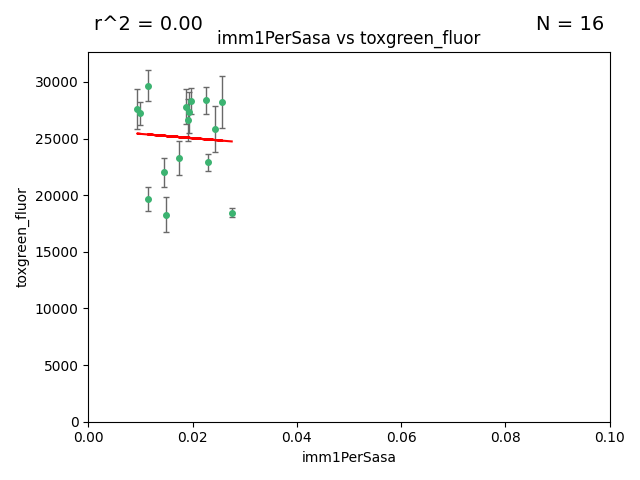 r^2 = 0.00
N = 16
imm1PerSasa vs toxgreen_fluor
30000
25000
20000
15000
10000
5000
0
toxgreen_fluor
0.00
0.02
0.04
0.06
0.08
0.10
imm1PerSasa